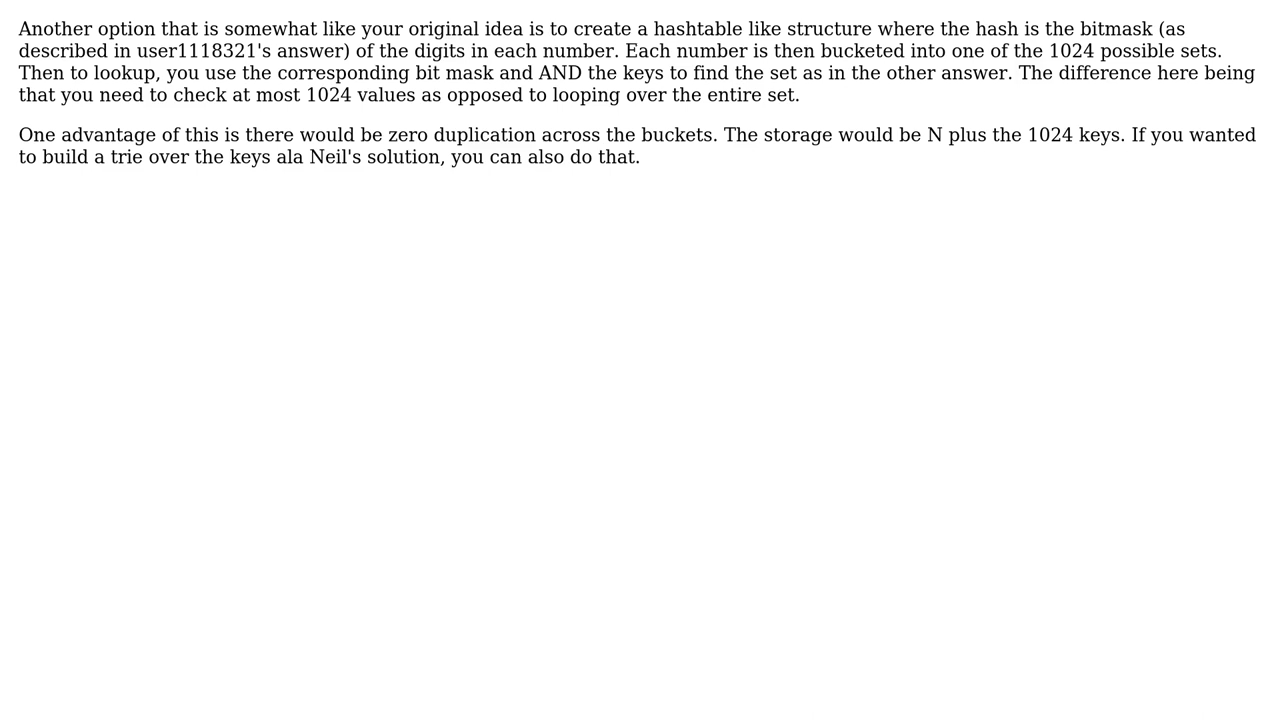 Another option that is somewhat like your original idea is to create a hashtable like structure where the hash is the bitmask (as
described in user1118321's answer) of the digits in each number. Each number is then bucketed into one of the 1024 possible sets.
Then to lookup, you use the corresponding bit mask and AND the keys to find the set as in the other answer. The difference here being
that you need to check at most 1024 values as opposed to looping over the entire set.
One advantage of this is there would be zero duplication across the buckets. The storage would be N plus the 1024 keys. If you wanted
to build a trie over the keys ala Neil's solution, you can also do that.